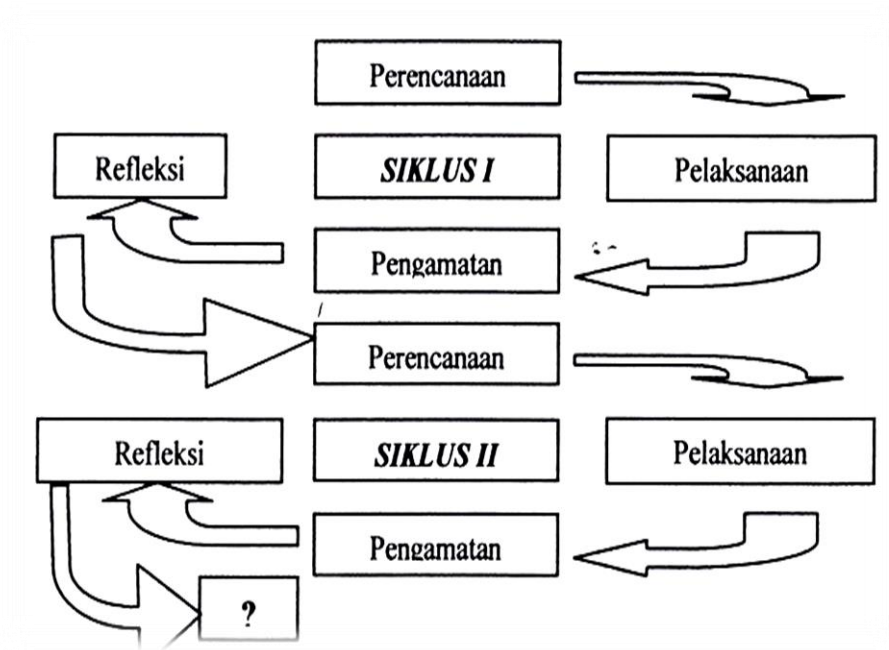 Perencanaan
Refleksi
SIKLUS I
Pelaksanaan
Pengamatan
Perencanaan
Refleksi
SIKLUS II
Pelaksanaan
Pengamatan
?